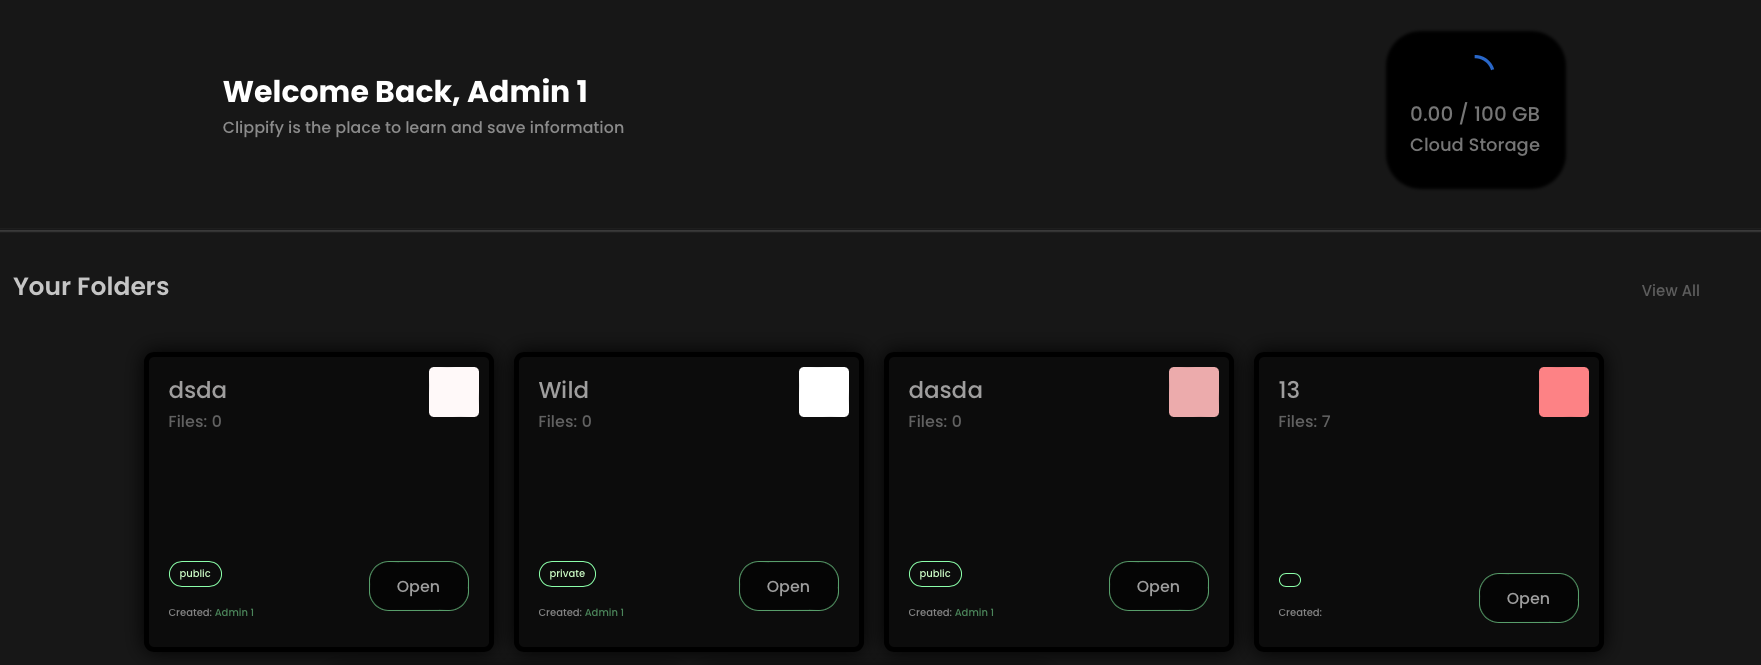 Welcome Back, Admin 1
Clippify is the place to learn and save information
0.00 / 100 GB
Cloud Storage
Your Folders
View All
dsda
Files: 0
public
Open
Created: Admin 1
Wild
Files: 0
private
Open
Created: Admin 1
dasda
Files: 0
public
Open
Created: Admin 1
13
Files: 7
Open
Created: